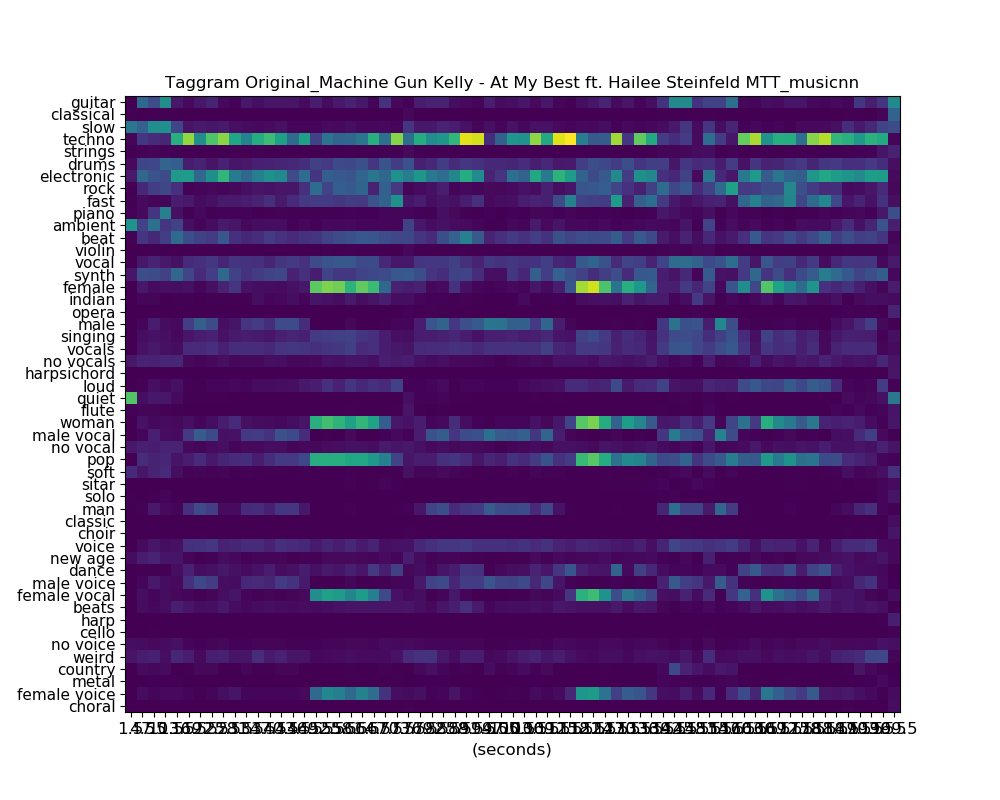 Taggram Original_Machine Gun Kelly - At My Best ft. Hailee Steinfeld MTT_musicnn
guitar
classical
slow
techno
strings
drums
electronic
rock
fast
piano
ambient
beat
violin
vocal
synth
female
indian
opera
male
singing
vocals
no vocals
harpsichord
loud
quiet
flute
woman
male vocal
no vocal
pop
soft
sitar
solo
man
classic
choir
voice
new age
dance
male voice
female vocal
beats
harp
cello
no voice
weird
country
metal
female voice
choral
(seconds)